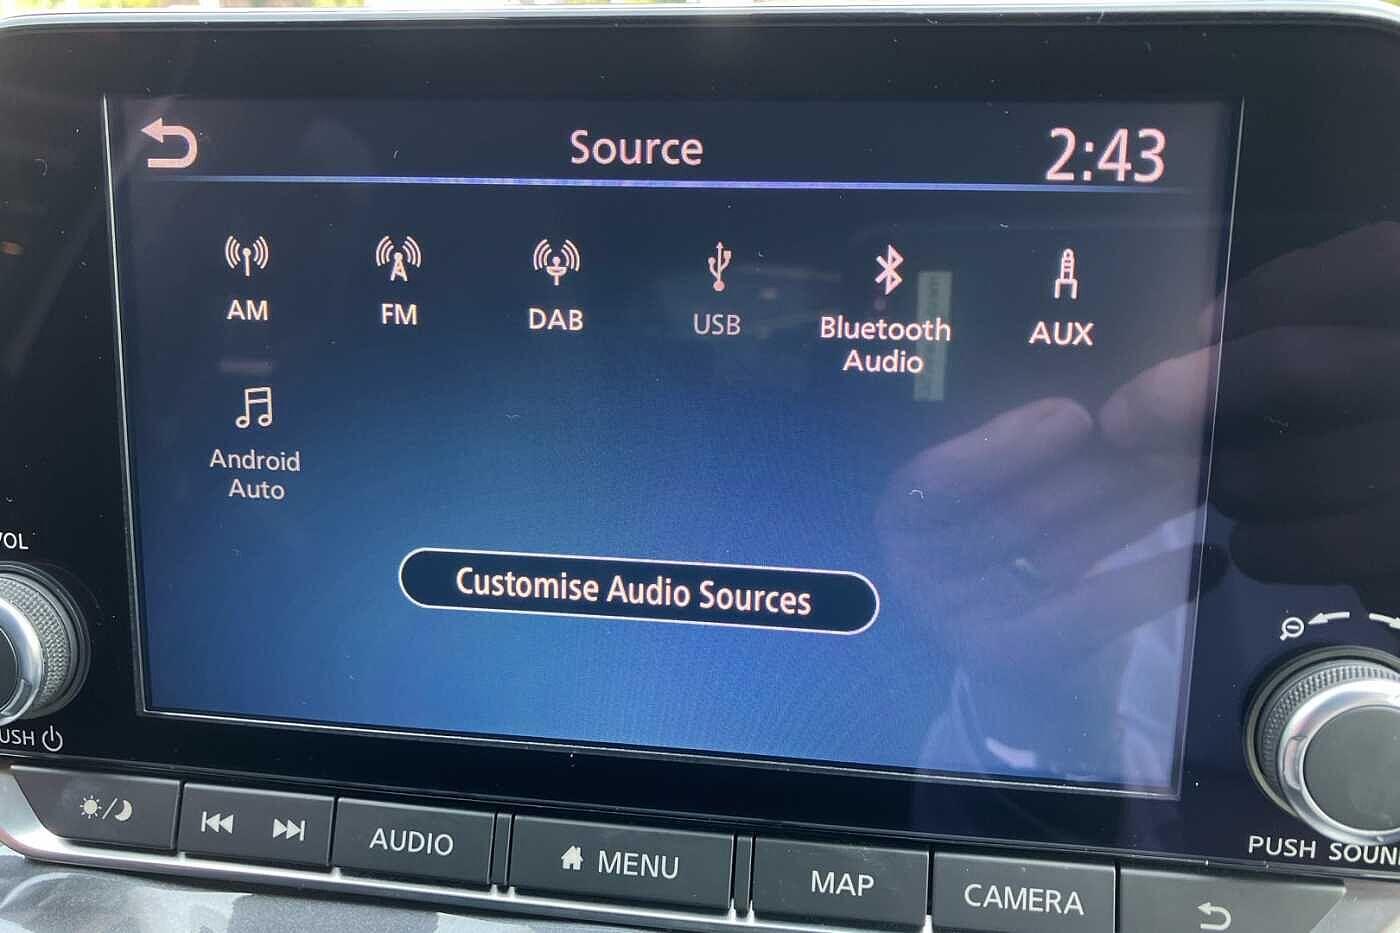 Source
2:43
AM
FM
DAB
USB
Bluetooth
Audio
AUX
Android
Auto
Customise Audio Sources
VOL
PUSH
AUDIO
MENU
MAP
CAMERA
PUSH SOUN